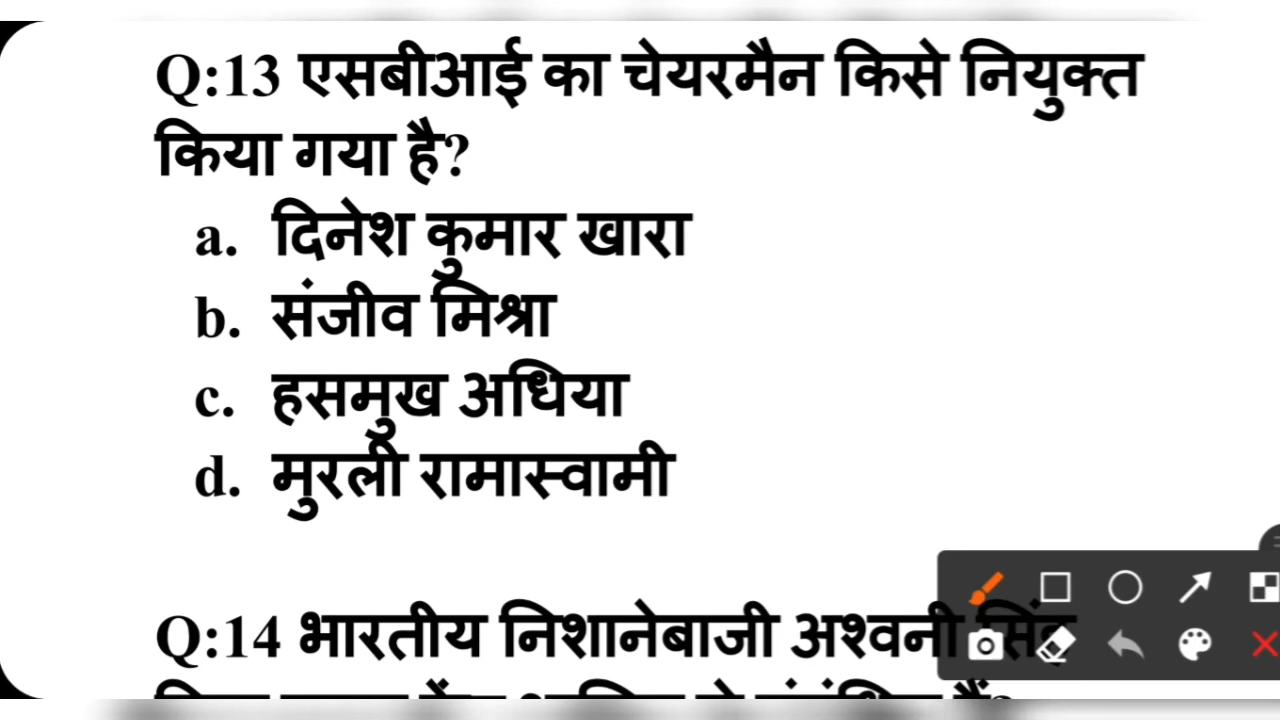 Q:13 एसबीआई का चेयरमैन किसे नियुक्त
किया गया है?
a. दिनेश कुमार खारा
b. संजीव मिश्रा
c. हसमुख अधिया
d. मुरली रामास्वामी
Q:14 भारतीय निशानेबाजी अश्वनी सिंह